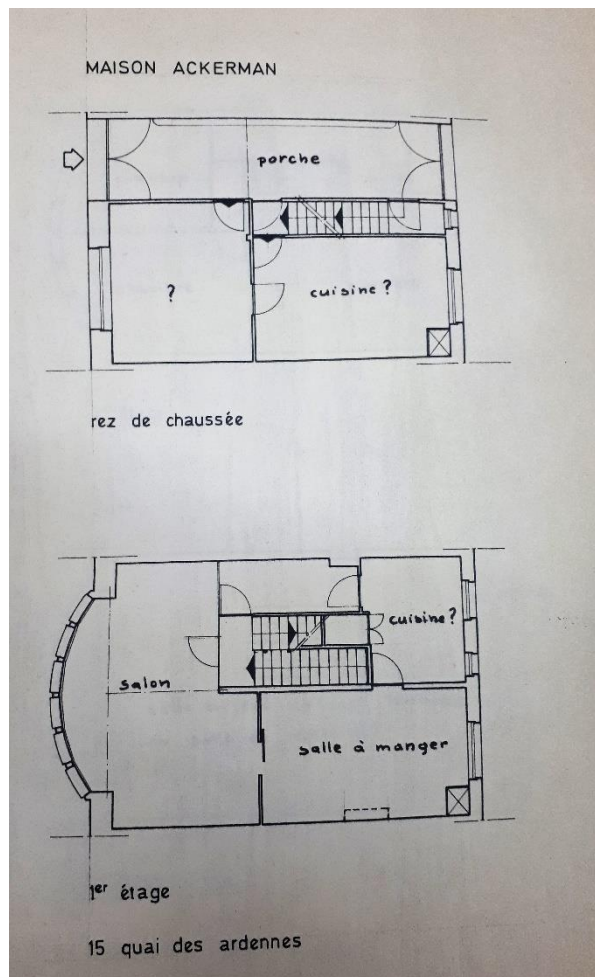 MAISON ACKERMAN
porche
?
cuisine ?
rez de chaussée
cuisine ?
salon
salle à manger
1er étage
15 quai des ardennes